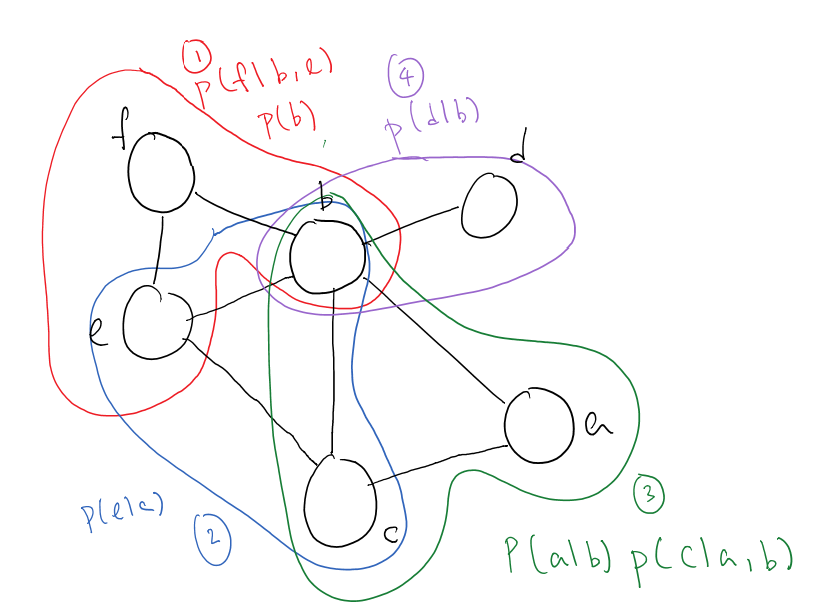 ①
p(f|b,e)
p(b)
④
p(d|b)
f
d
b
e
a
③
p(e|c)
②
c
P(a|b) p(c|a,b)